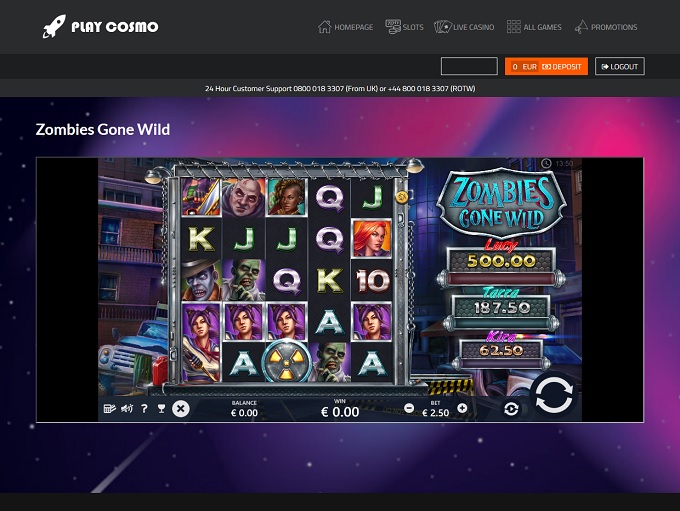 PLAY COSMO
HOMEPAGE SLOTS LIVE CASINO ALL GAMES PROMOTIONS
0 EUR DEPOSIT LOGOUT
24 Hour Customer Support 0800 018 3307 (From UK) or +44 800 018 3307 (ROTW)
Zombies Gone Wild
13:50
Q J
K J J Q
Q K 10
A
A A A
ZOMBIES
GONE WILD
Lucy
500.00
Tarra
187.50
Kira
62.50
BALANCE WIN BET
€ 0.00 € 0.00 € 2.50